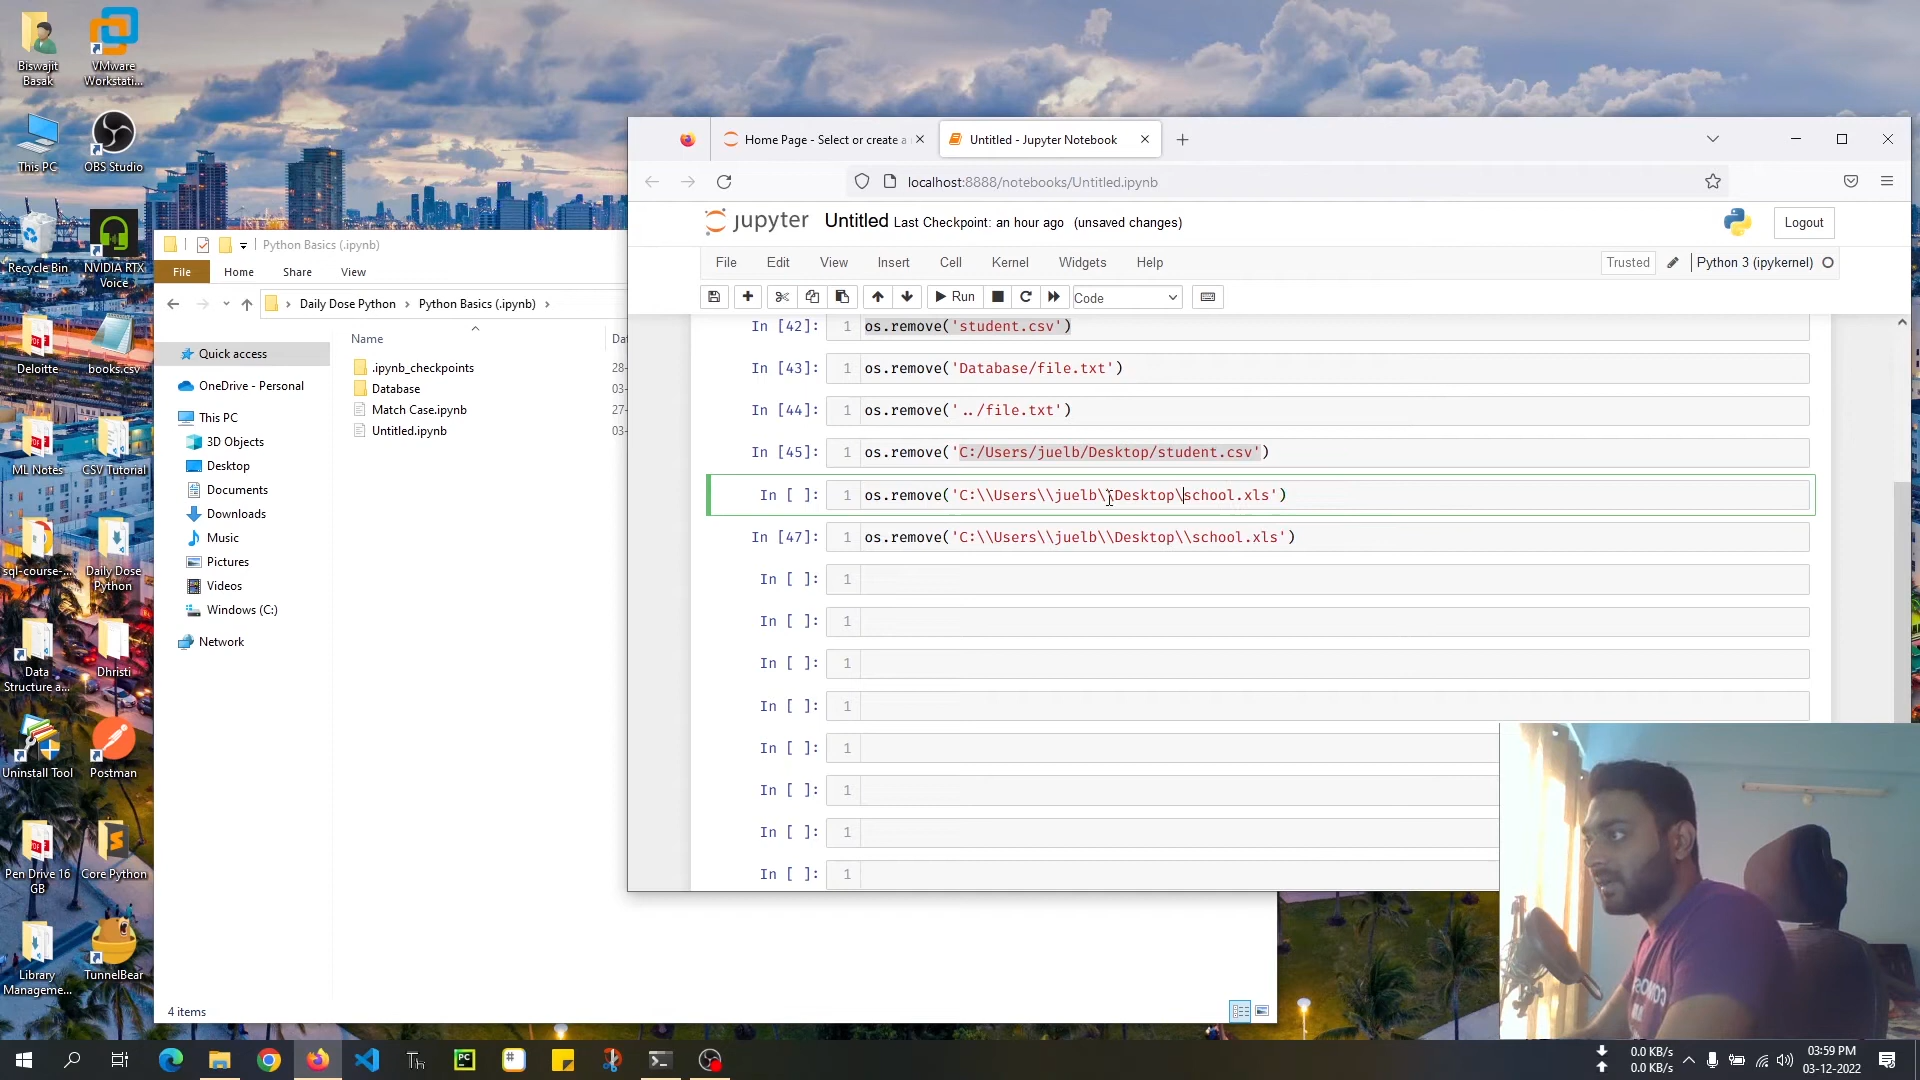 Biswajit
Basak
VMware
Workstati...
This PC
OBS Studio
Recycle Bin
NVIDIA RTX
Voice
Deloitte
books.csv
ML Notes
CSV Tutorial
sql-course-...
Daily Dose
Python
Data
Structure a...
Dhristi
Uninstall Tool
Postman
Pen Drive 16
GB
Core Python
Library
Manageme...
TunnelBear
Python Basics (.ipynb)
File Home Share View
Daily Dose Python Python Basics (.ipynb)
Name
Da
Quick access
OneDrive - Personal
This PC
3D Objects
Desktop
Documents
Downloads
Music
Pictures
Videos
Windows (C:)
Network
.ipynb_checkpoints 28-
Database 03-
Match Case.ipynb 27-
Untitled.ipynb 03-
4 items
Home Page - Select or create a
Untitled - Jupyter Notebook
localhost:8888/notebooks/Untitled.ipynb
jupyter Untitled Last Checkpoint: an hour ago (unsaved changes)
Logout
File Edit View Insert Cell Kernel Widgets Help
Trusted Python 3 (ipykernel)
Run Code
In [42]: 1 os.remove('student.csv')
In [43]: 1 os.remove('Database/file.txt')
In [44]: 1 os.remove('../file.txt')
In [45]: 1 os.remove('C:/Users/juelb/Desktop/student.csv')
In [ ]: 1 os.remove('C:\\Users\\juelb\\Desktop\school.xls')
In [47]: 1 os.remove('C:\\Users\\juelb\\Desktop\\school.xls')
In [ ]: 1
In [ ]: 1
In [ ]: 1
In [ ]: 1
In [ ]: 1
In [ ]: 1
In [ ]: 1
In [ ]: 1
0.0 KB/s
0.0 KB/s
03:59 PM
03-12-2022